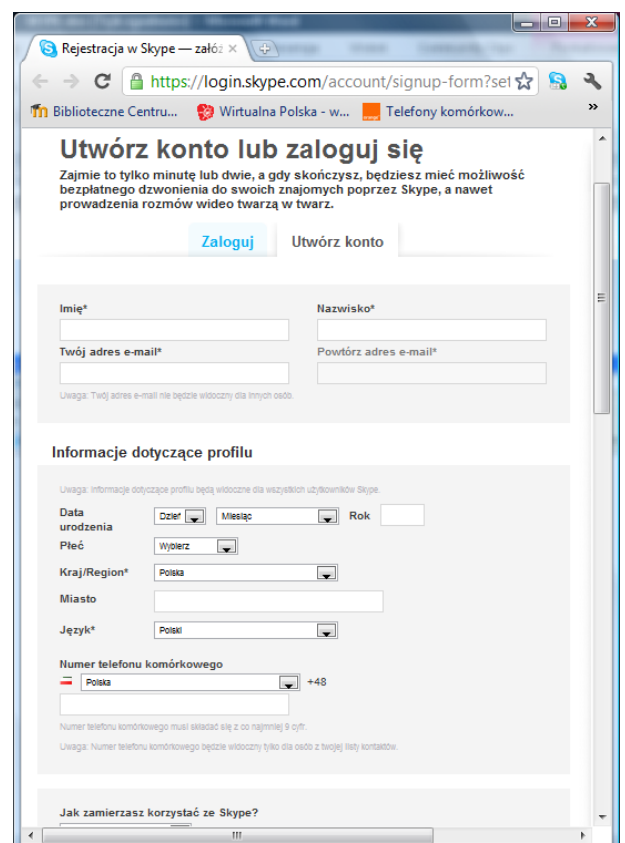 Rejestracja w Skype — załóż
https://login.skype.com/account/signup-form?set
Biblioteczne Centru... Wirtualna Polska - w... Telefony komórkow... »
Utwórz konto lub zaloguj się
Zajmie to tylko minutę lub dwie, a gdy skończysz, będziesz mieć możliwość
bezpłatnego dzwonienia do swoich znajomych poprzez Skype, a nawet
prowadzenia rozmów wideo twarzą w twarz.
Zaloguj Utwórz konto
Imię* Nazwisko*
Twój adres e-mail* Powtórz adres e-mail*
Uwaga: Twój adres e-mail nie będzie widoczny dla innych osób.
Informacje dotyczące profilu
Uwaga: Informacje dotyczące profilu będą widoczne dla wszystkich użytkowników Skype.
Data
urodzenia Dzień Miesiąc Rok
Płeć Wybierz
Kraj/Region* Polska
Miasto
Język* Polski
Numer telefonu komórkowego
Polska +48
Numer telefonu komórkowego musi składać się z co najmniej 9 cyfr.
Uwaga: Numer telefonu komórkowego będzie widoczny tylko dla osób z twojej listy kontaktów.
Jak zamierzasz korzystać ze Skype?